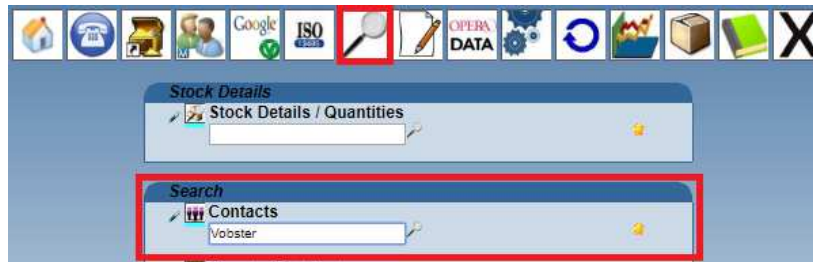 Google
ISO
OPERA
DATA
M
Stock Details
Stock Details / Quantities
Search
Contacts
Vobster